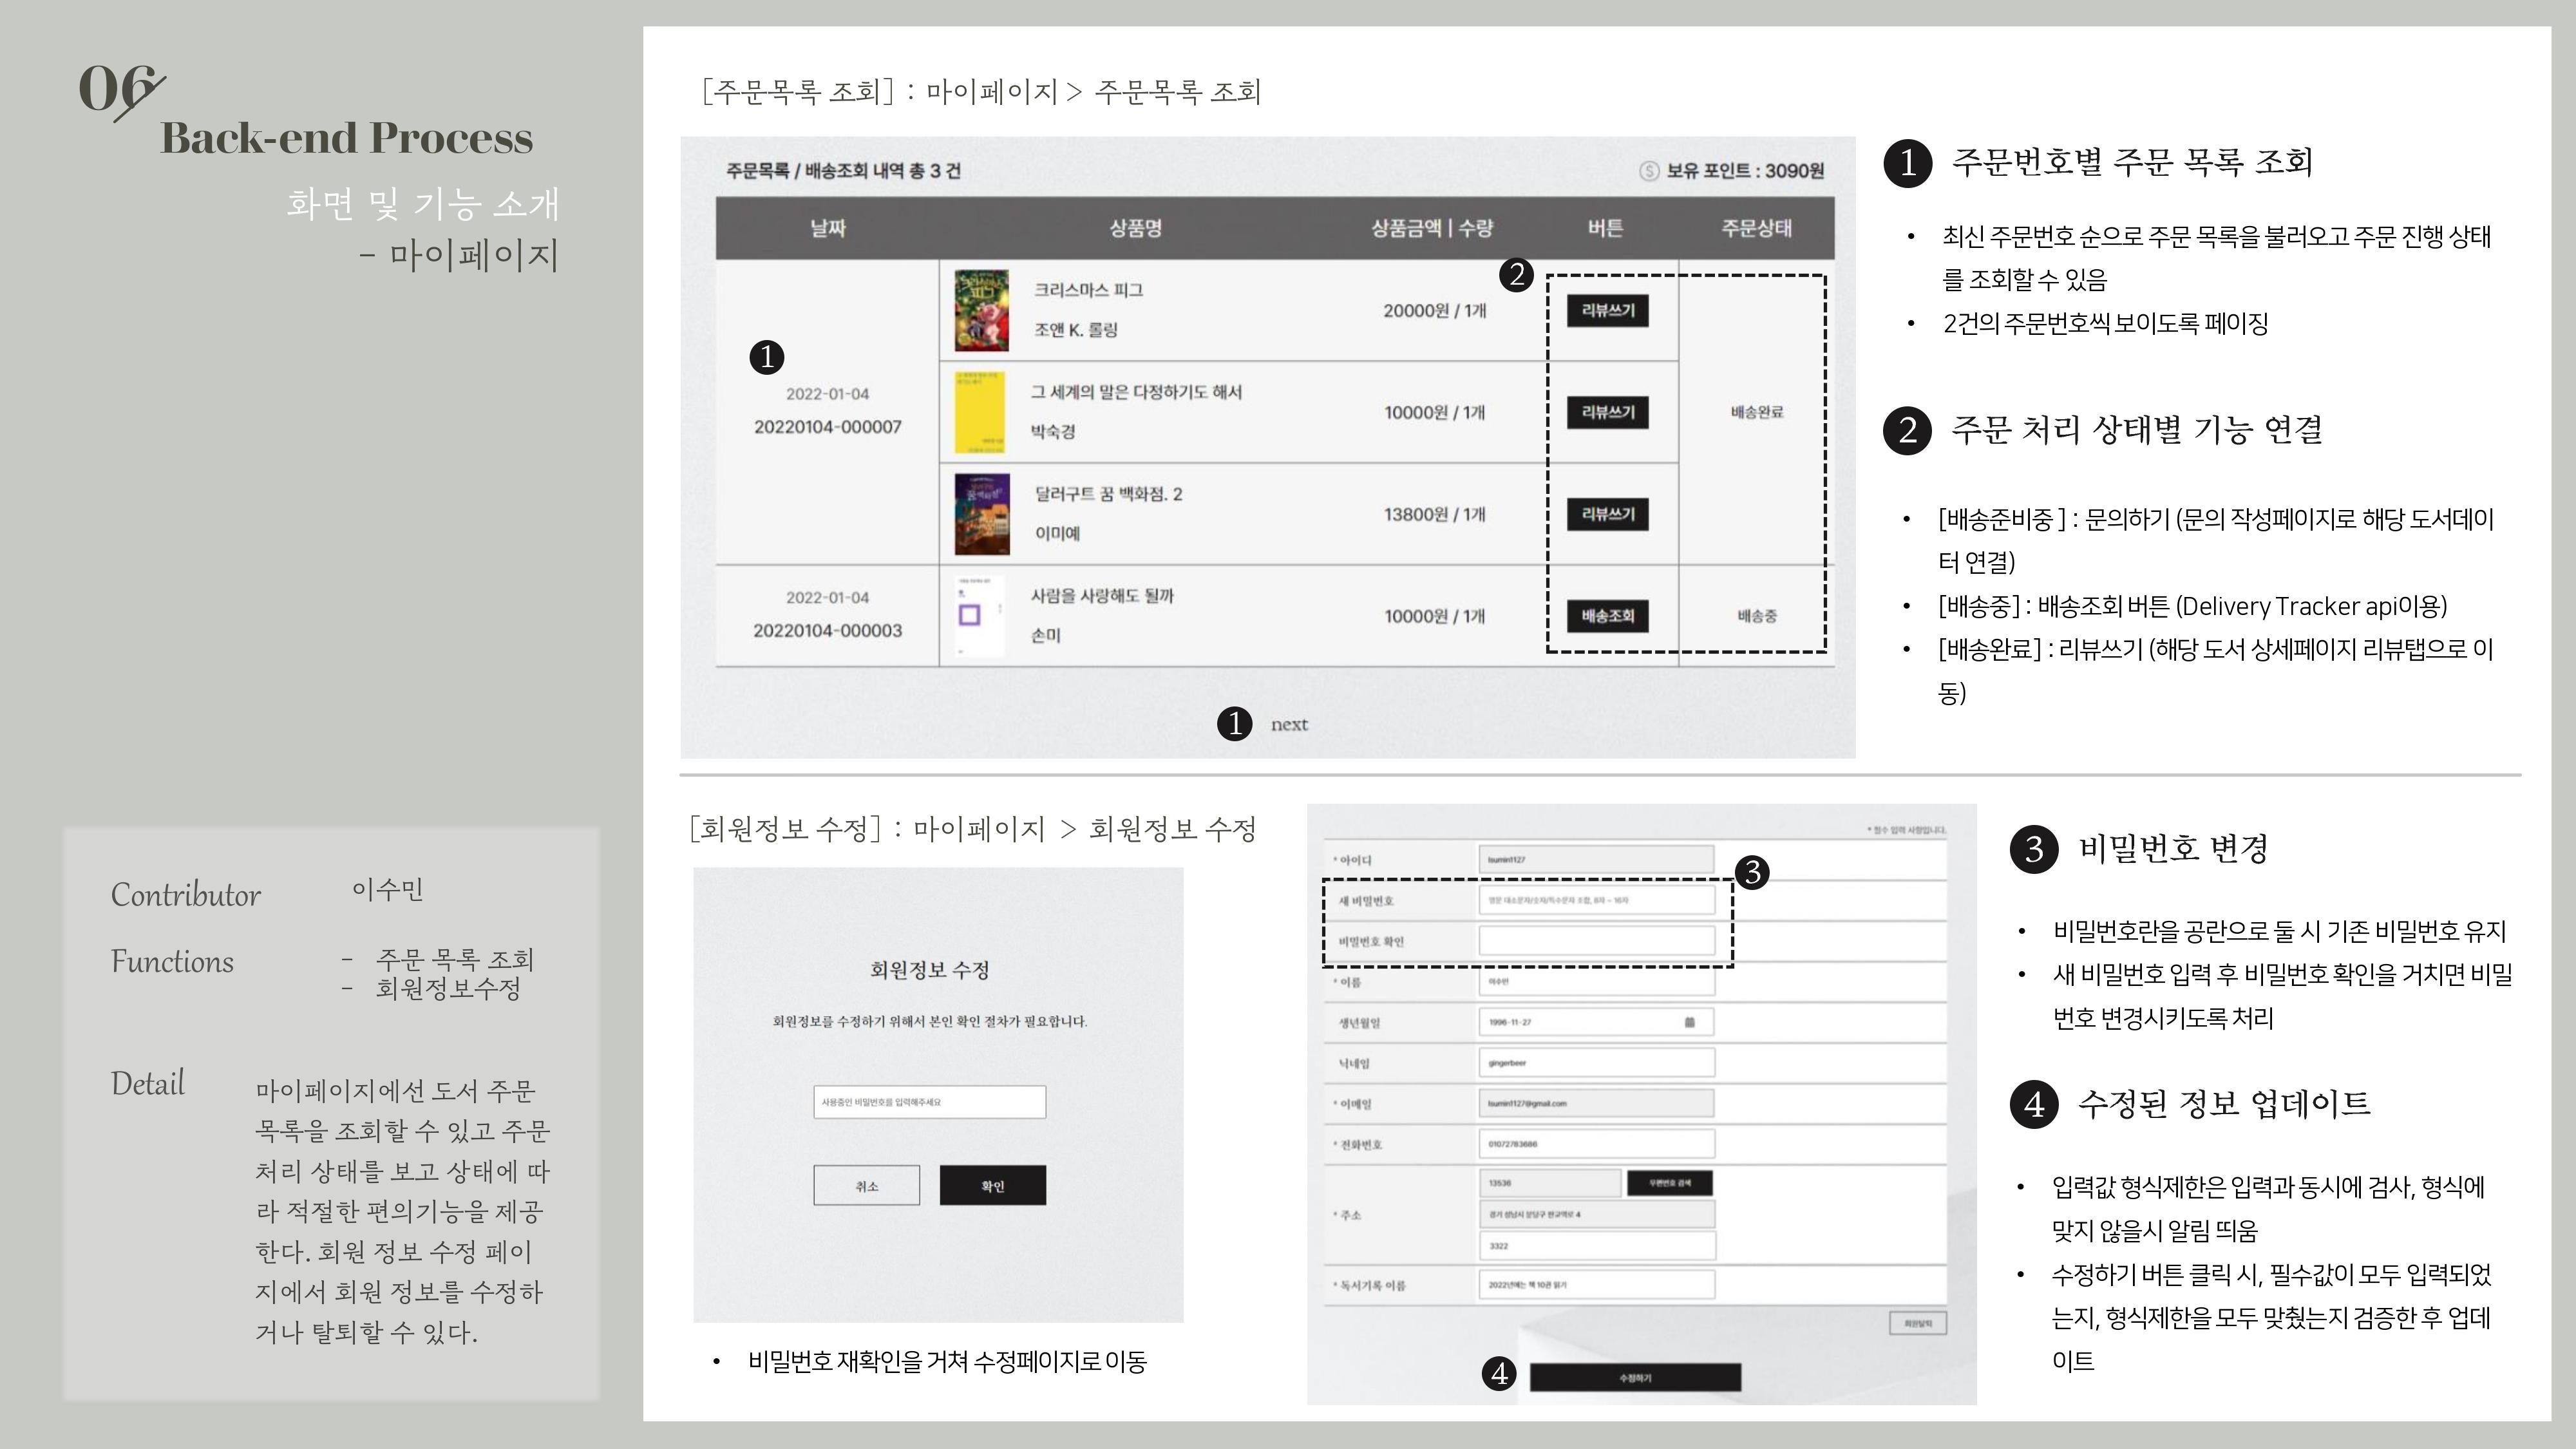 06
Back-end Process
화면 및 기능 소개
- 마이페이지
Contributor 이수민
Functions - 주문 목록 조회
- 회원정보수정
Detail 마이페이지에선 도서 주문
목록을 조회할 수 있고 주문
처리 상태를 보고 상태에 따
라 적절한 편의기능을 제공
한다. 회원 정보 수정 페이
지에서 회원 정보를 수정하
거나 탈퇴할 수 있다.
[주문목록 조회] : 마이페이지 > 주문목록 조회
주문목록 / 배송조회 내역 총 3 건 보유 포인트 : 3090원
날짜 상품명 상품금액 | 수량 버튼 주문상태
2
크리스마스 피그
조앤 K. 롤링
20000원 / 1개 리뷰쓰기
1
2022-01-04
20220104-000007
그 세계의 말은 다정하기도 해서
박숙경
10000원 / 1개 리뷰쓰기 배송완료
달러구트 꿈 백화점. 2
이미예
13800원 / 1개 리뷰쓰기
2022-01-04
20220104-000003
사람을 사랑해도 될까
손미
10000원 / 1개 배송조회 배송중
1 next
1 주문번호별 주문 목록 조회
• 최신 주문번호 순으로 주문 목록을 불러오고 주문 진행 상태
를 조회할 수 있음
• 2건의 주문번호씩 보이도록 페이징
2 주문 처리 상태별 기능 연결
• [배송준비중 ] : 문의하기 (문의 작성페이지로 해당 도서데이
터 연결)
• [배송중] : 배송조회 버튼 (Delivery Tracker api이용)
• [배송완료] : 리뷰쓰기 (해당 도서 상세페이지 리뷰탭으로 이
동)
[회원정보 수정] : 마이페이지 > 회원정보 수정
회원정보 수정
회원정보를 수정하기 위해서 본인 확인 절차가 필요합니다.
사용중인 비밀번호를 입력해주세요
취소 확인
• 비밀번호 재확인을 거쳐 수정페이지로 이동
* 필수 입력 사항입니다.
* 아이디 lsumin1127
3
새 비밀번호 영문 대소문자/숫자/특수문자 조합, 8자 ~ 16자
비밀번호 확인
* 이름 이수민
생년월일 1996-11-27
닉네임 gingerbeer
* 이메일 lsumin1127@gmail.com
* 전화번호 01072783686
13536 우편번호 검색
* 주소 경기 성남시 분당구 판교역로 4
3322
* 독서기록 이름 2022년에는 책 10권 읽기
회원탈퇴
4 수정하기
3 비밀번호 변경
• 비밀번호란을 공란으로 둘 시 기존 비밀번호 유지
• 새 비밀번호 입력 후 비밀번호 확인을 거치면 비밀
번호 변경시키도록 처리
4 수정된 정보 업데이트
• 입력값 형식제한은 입력과 동시에 검사, 형식에
맞지 않을시 알림 띄움
• 수정하기 버튼 클릭 시, 필수값이 모두 입력되었
는지, 형식제한을 모두 맞췄는지 검증한 후 업데
이트